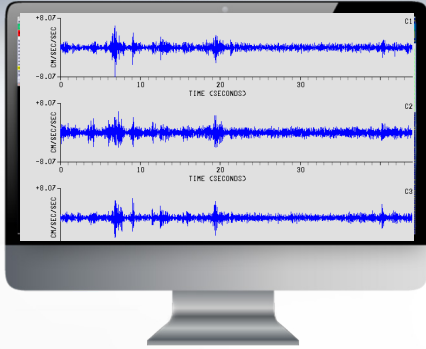 +8.07
C1
CM/SEC/SEC
-8.07
0 10 20 30
TIME (SECONDS)
+8.07
C2
CM/SEC/SEC
-8.07
0 10 20 30
TIME (SECONDS)
+8.07
C3
CM/SEC/SEC